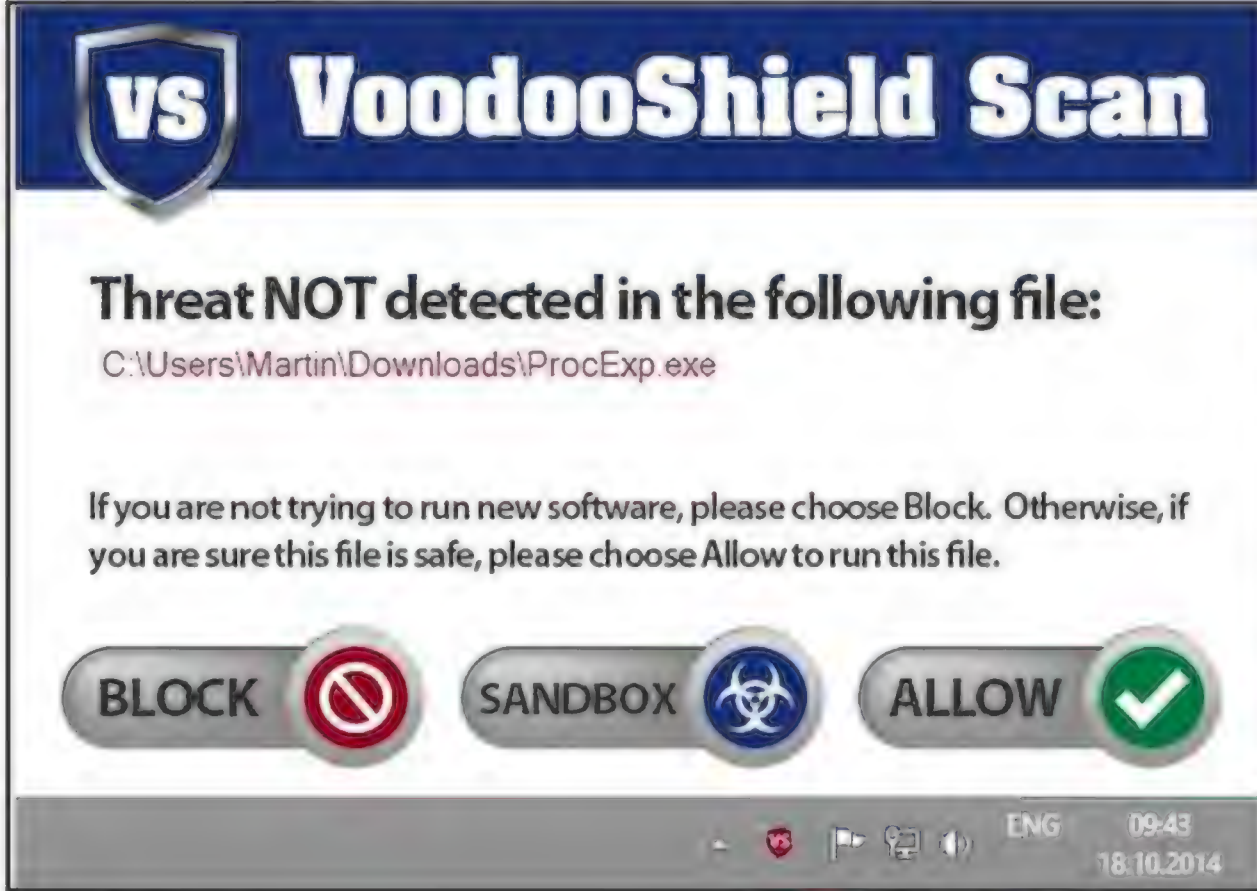 VS VoodooShield Scan
Threat NOT detected in the following file:
C:\Users\Martin\Downloads\ProcExp.exe
If you are not trying to run new software, please choose Block. Otherwise, if
you are sure this file is safe, please choose Allow to run this file.
BLOCK SANDBOX ALLOW
VS ENG 09:43
18.10.2014